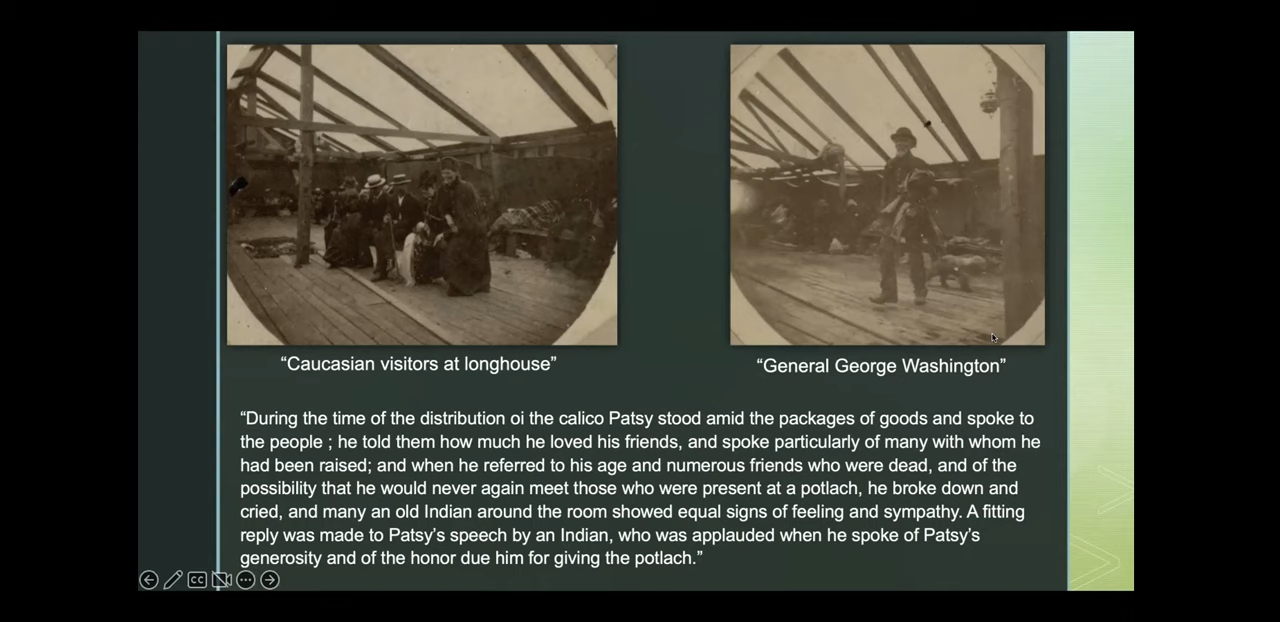 “Caucasian visitors at longhouse”
“General George Washington”
“During the time of the distribution oi the calico Patsy stood amid the packages of goods and spoke to
the people ; he told them how much he loved his friends, and spoke particularly of many with whom he
had been raised; and when he referred to his age and numerous friends who were dead, and of the
possibility that he would never again meet those who were present at a potlach, he broke down and
cried, and many an old Indian around the room showed equal signs of feeling and sympathy. A fitting
reply was made to Patsy’s speech by an Indian, who was applauded when he spoke of Patsy’s
generosity and of the honor due him for giving the potlach.”
CC